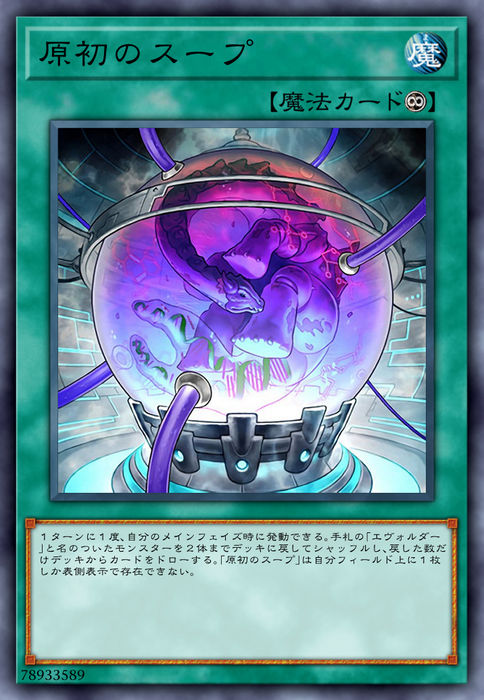 原初のスープ
魔
【魔法カード♾】
１ターンに１度、自分のメインフェイズ時に発動できる。手札の「エヴォルダー
」と名のついたモンスターを２体までデッキに戻してシャッフルし、戻した数だ
けデッキからカードをドローする。「原初のスープ」は自分フィールド上に１枚
しか表側表示で存在できない。
78933589